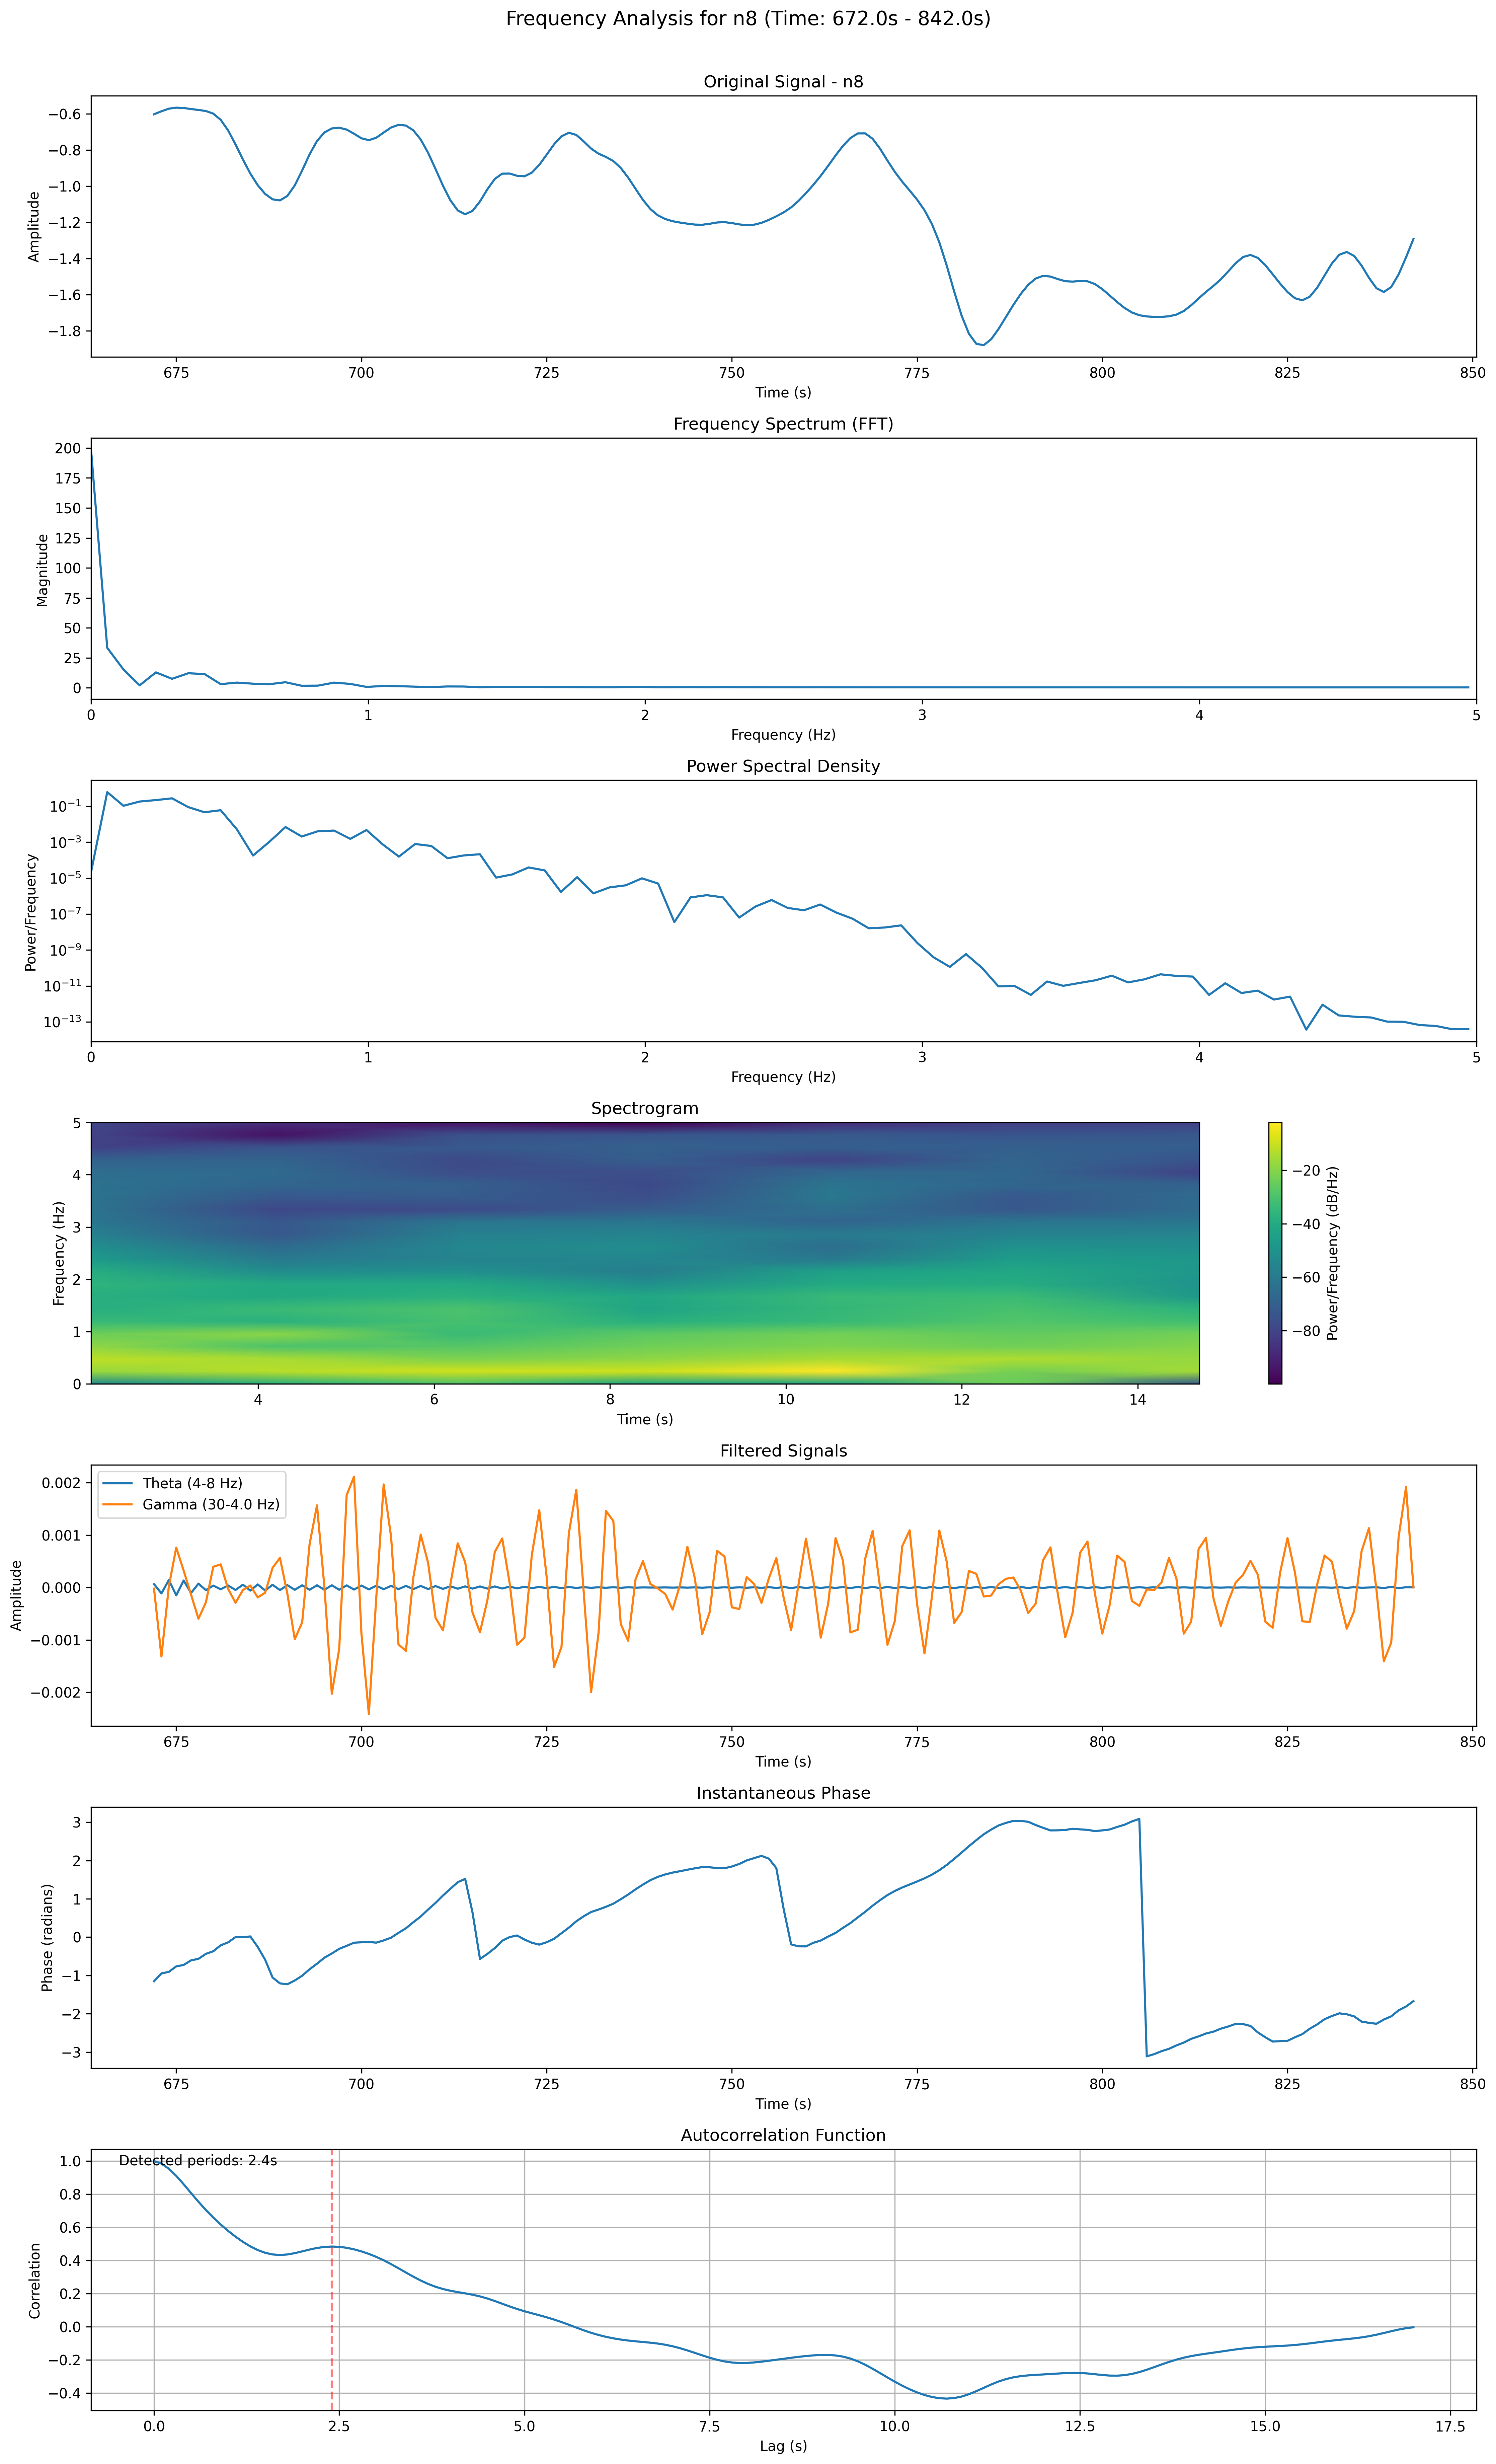 Frequency Analysis for n8 (Time: 672.0s - 842.0s)
Original Signal - n8
−0.6
−0.8
−1.0
−1.2
−1.4
−1.6
−1.8
Amplitude
675 700 725 750 775 800 825 850
Time (s)
Frequency Spectrum (FFT)
200
175
150
125
100
75
50
25
0
Magnitude
0 1 2 3 4 5
Frequency (Hz)
Power Spectral Density
10−1
10−3
10−5
10−7
10−9
10−11
10−13
Power/Frequency
0 1 2 3 4 5
Frequency (Hz)
Spectrogram
5
4
3
2
1
0
Frequency (Hz)
4 6 8 10 12 14
Time (s)
−20
−40
−60
−80
Power/Frequency (dB/Hz)
Filtered Signals
Theta (4-8 Hz)
Gamma (30-4.0 Hz)
0.002
0.001
0.000
−0.001
−0.002
Amplitude
675 700 725 750 775 800 825 850
Time (s)
Instantaneous Phase
3
2
1
0
−1
−2
−3
Phase (radians)
675 700 725 750 775 800 825 850
Time (s)
Autocorrelation Function
Detected periods: 2.4s
1.0
0.8
0.6
0.4
0.2
0.0
−0.2
−0.4
Correlation
0.0 2.5 5.0 7.5 10.0 12.5 15.0 17.5
Lag (s)